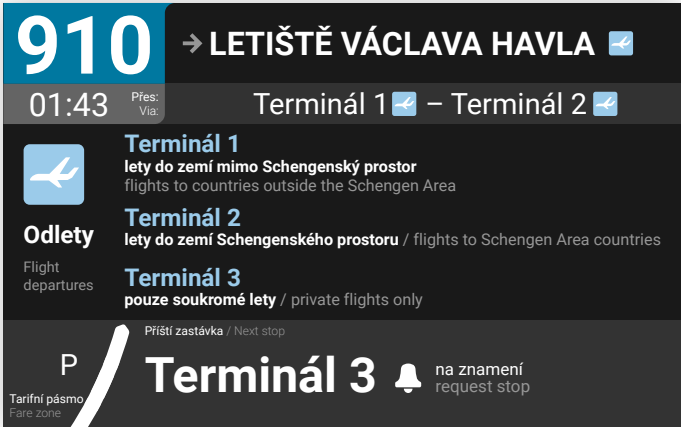 910
→ LETIŠTĚ VÁCLAVA HAVLA
01:43
Přes:
Via:
Terminál 1 – Terminál 2
Terminál 1
lety do zemí mimo Schengenský prostor
flights to countries outside the Schengen Area
Odlety
Flight
departures
Terminál 2
lety do zemí Schengenského prostoru / flights to Schengen Area countries
Terminál 3
pouze soukromé lety / private flights only
Příští zastávka / Next stop
P
Tarifní pásmo
Fare zone
Terminál 3
na znamení
request stop